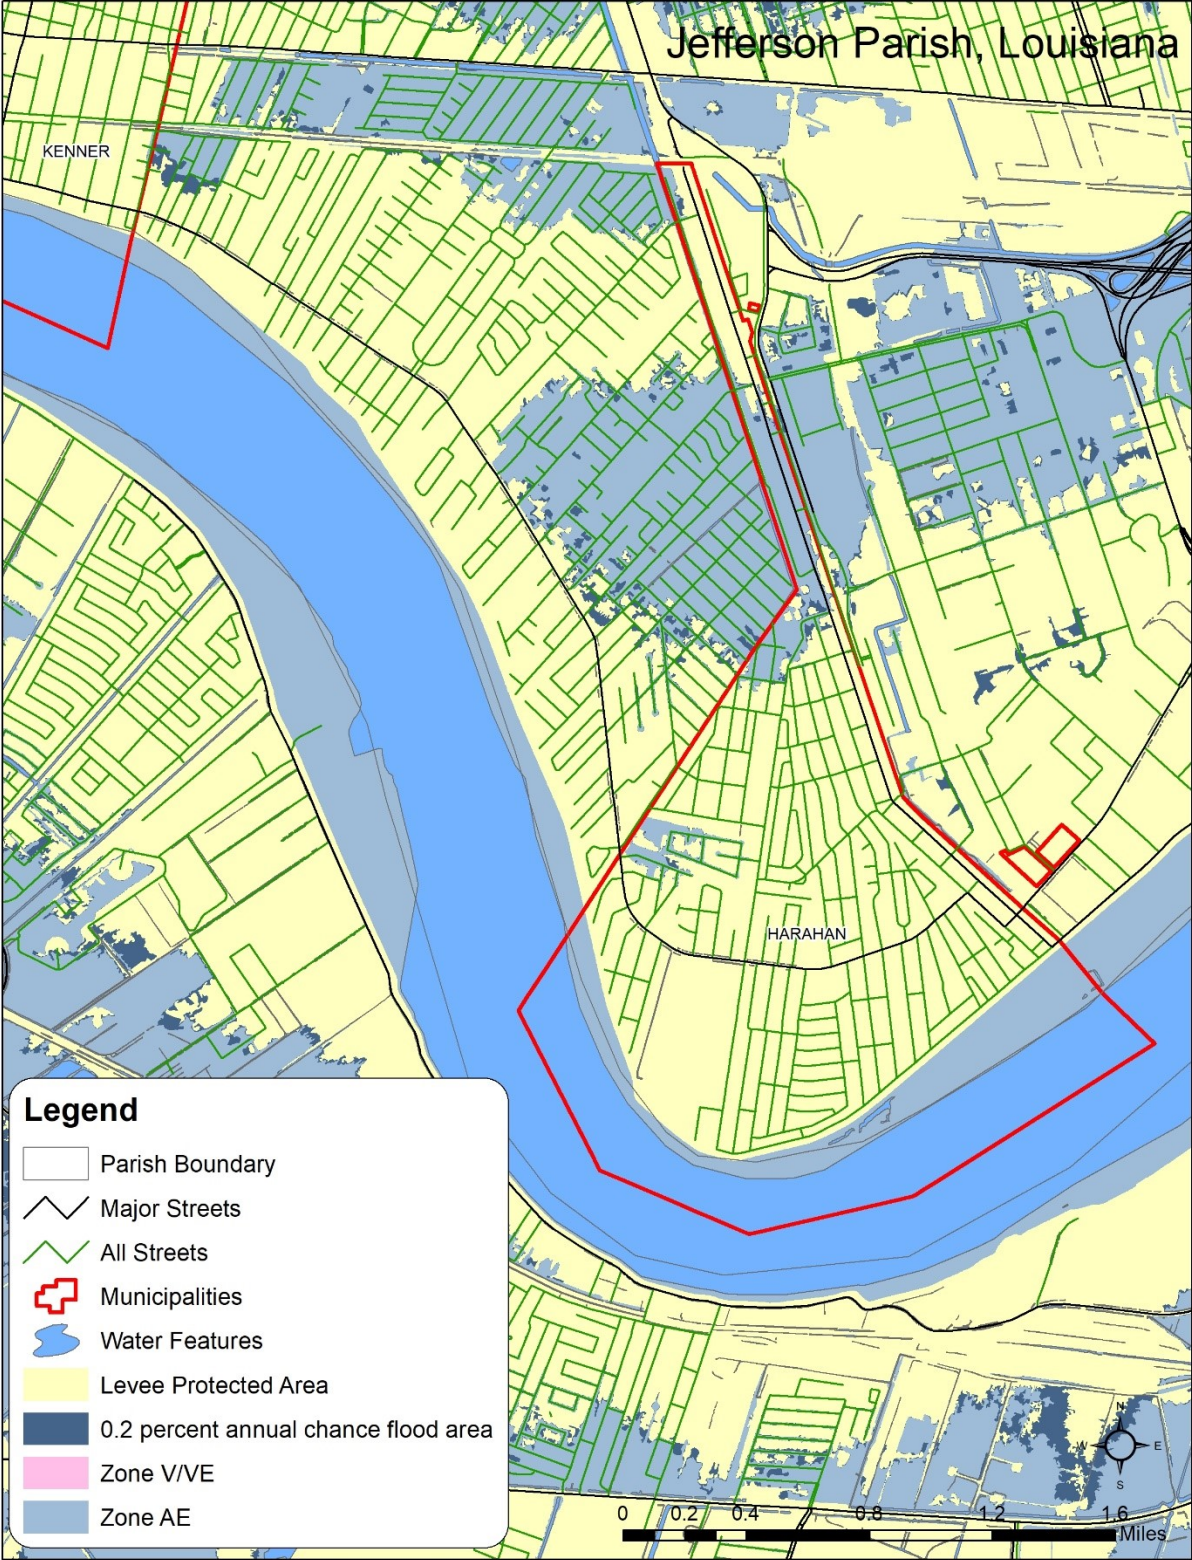 Jefferson Parish, Louisiana
KENNER
HARAHAN
Legend
Parish Boundary
Major Streets
All Streets
Municipalities
Water Features
Levee Protected Area
0.2 percent annual chance flood area
Zone V/VE
Zone AE
N
W E
S
0 0.2 0.4 0.8 1.2 1.6
Miles